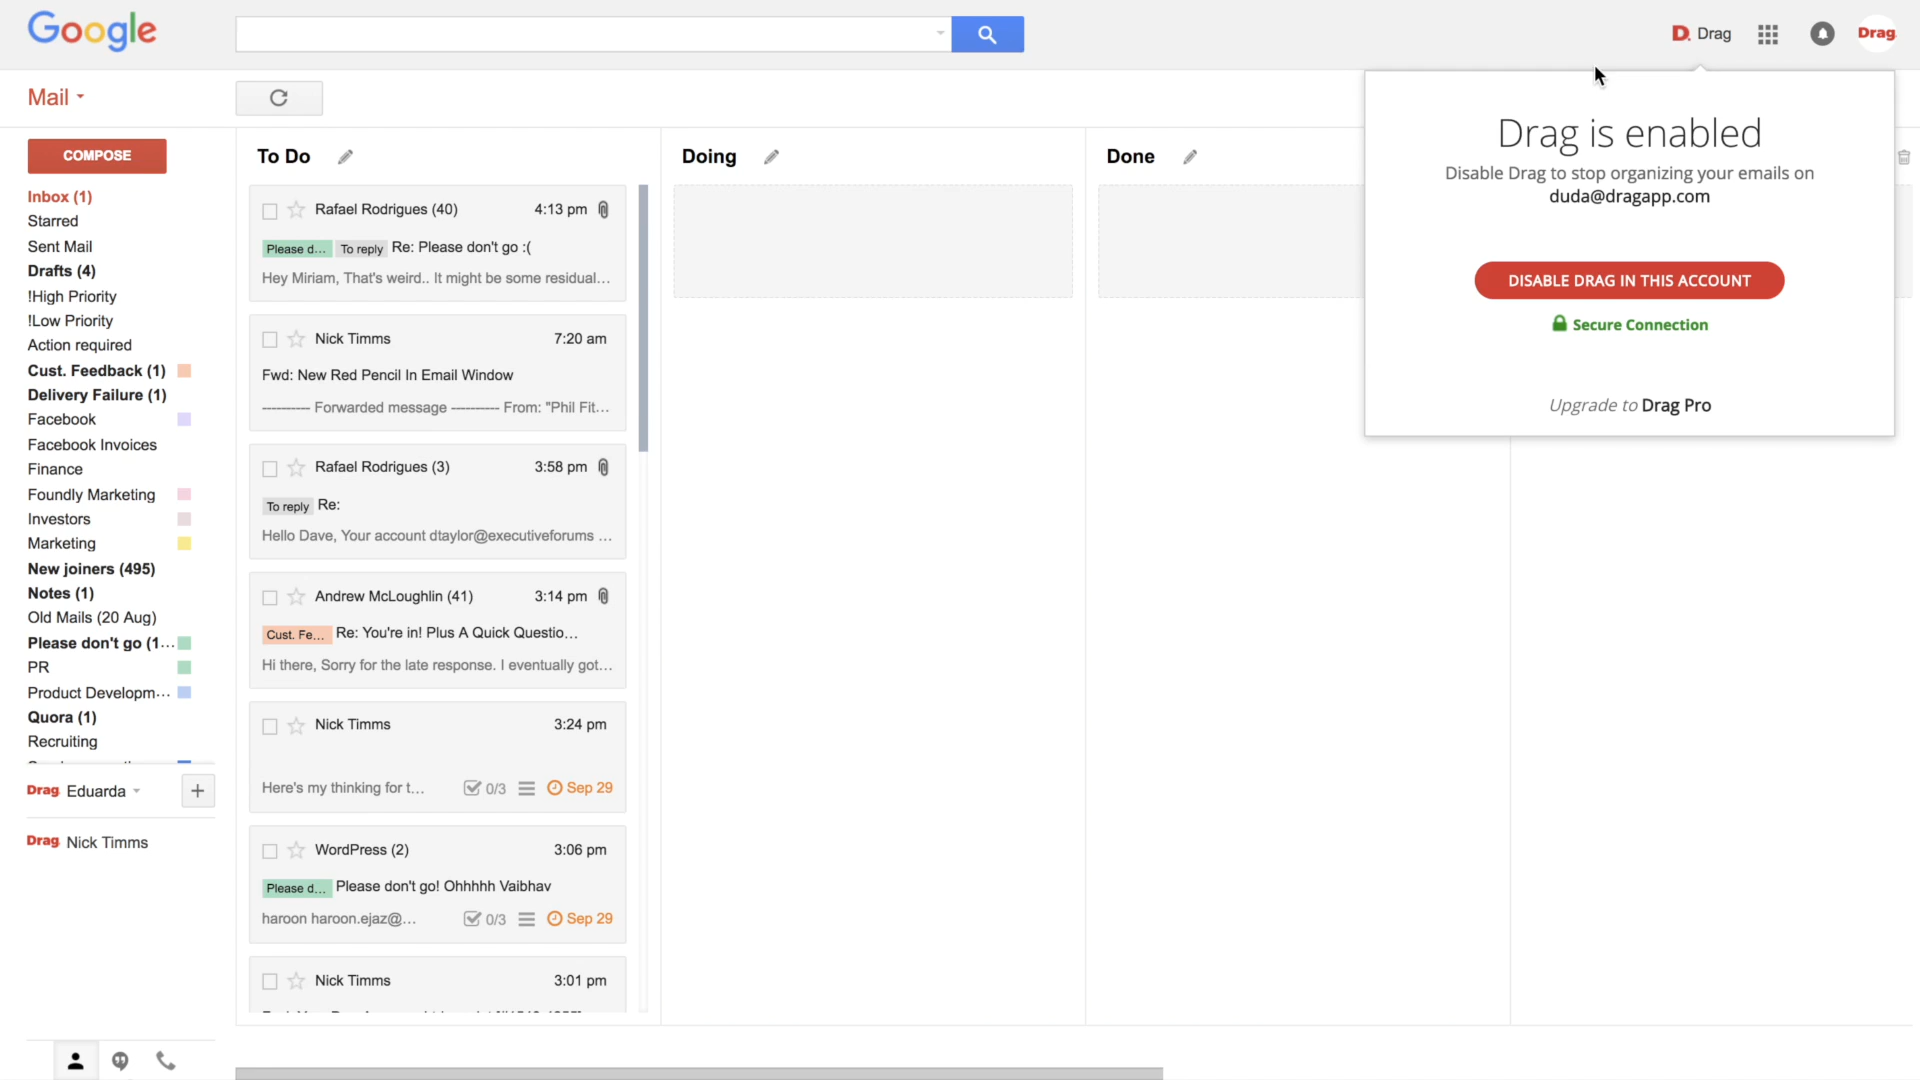 Google
D. Drag
Drag
Mail
COMPOSE
Inbox (1)
Starred
Sent Mail
Drafts (4)
!High Priority
!Low Priority
Action required
Cust. Feedback (1)
Delivery Failure (1)
Facebook
Facebook Invoices
Finance
Foundly Marketing
Investors
Marketing
New joiners (495)
Notes (1)
Old Mails (20 Aug)
Please don't go (1...
PR
Product Developm...
Quora (1)
Recruiting
Drag Eduarda
+
Drag Nick Timms
To Do
Rafael Rodrigues (40) 4:13 pm
Please d... To reply Re: Please don't go :(
Hey Miriam, That's weird.. It might be some residual...
Nick Timms 7:20 am
Fwd: New Red Pencil In Email Window
---------- Forwarded message ---------- From: "Phil Fit...
Rafael Rodrigues (3) 3:58 pm
To reply Re:
Hello Dave, Your account dtaylor@executiveforums ...
Andrew McLoughlin (41) 3:14 pm
Cust. Fe... Re: You're in! Plus A Quick Questio...
Hi there, Sorry for the late response. I eventually got...
Nick Timms 3:24 pm
Here's my thinking for t... 0/3 Sep 29
WordPress (2) 3:06 pm
Please d... Please don't go! Ohhhhh Vaibhav
haroon haroon.ejaz@... 0/3 Sep 29
Nick Timms 3:01 pm
Doing
Done
Drag is enabled
Disable Drag to stop organizing your emails on
duda@dragapp.com
DISABLE DRAG IN THIS ACCOUNT
Secure Connection
Upgrade to Drag Pro